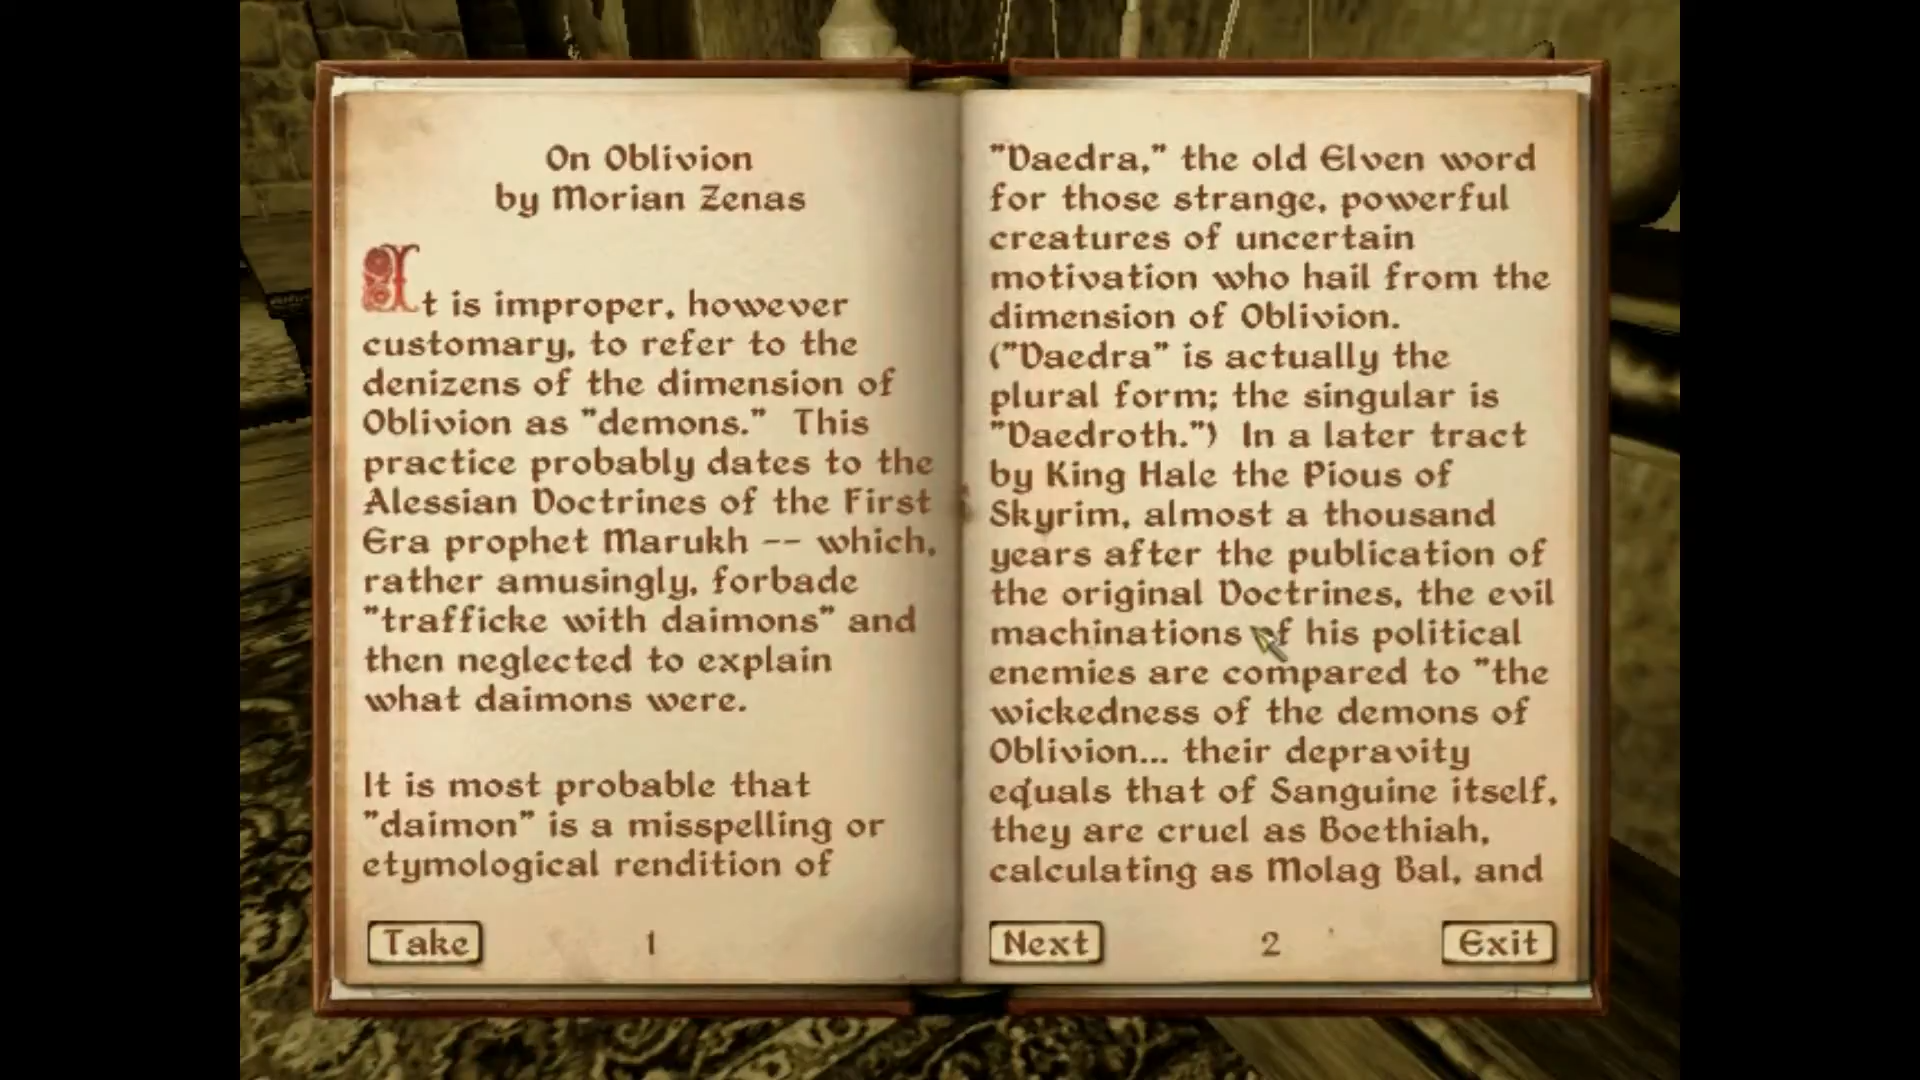 On Oblivion
by Morian Zenas
It is improper, however
customary, to refer to the
denizens of the dimension of
Oblivion as "demons."  This
practice probably dates to the
Alessian Doctrines of the First
Era prophet Marukh -- which,
rather amusingly, forbade
"trafficke with daimons" and
then neglected to explain
what daimons were.
It is most probable that
"daimon" is a misspelling or
etymological rendition of
Take
1
"Daedra," the old Elven word
for those strange, powerful
creatures of uncertain
motivation who hail from the
dimension of Oblivion.
("Daedra" is actually the
plural form; the singular is
"Daedroth.")  In a later tract
by King Hale the Pious of
Skyrim, almost a thousand
years after the publication of
the original Doctrines, the evil
machinations of his political
enemies are compared to "the
wickedness of the demons of
Oblivion... their depravity
equals that of Sanguine itself,
they are cruel as Boethiah,
calculating as Molag Bal, and
Next
2
Exit